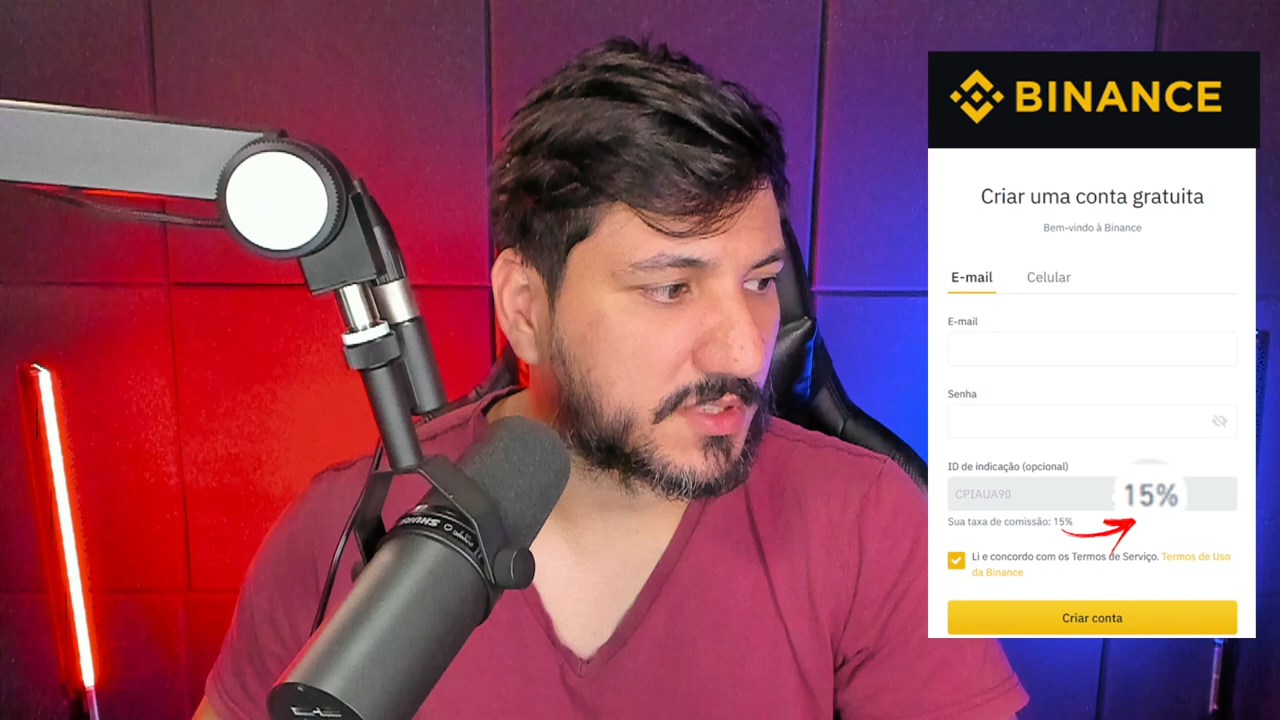 BINANCE
Criar uma conta gratuita
Bem-vindo à Binance
E-mail
Celular
E-mail
Senha
ID de indicação (opcional)
CPIAUA90
15%
Sua taxa de comissão: 15%
Li e concordo com os Termos de Serviço. Termos de Uso
da Binance
Criar conta
SHURE